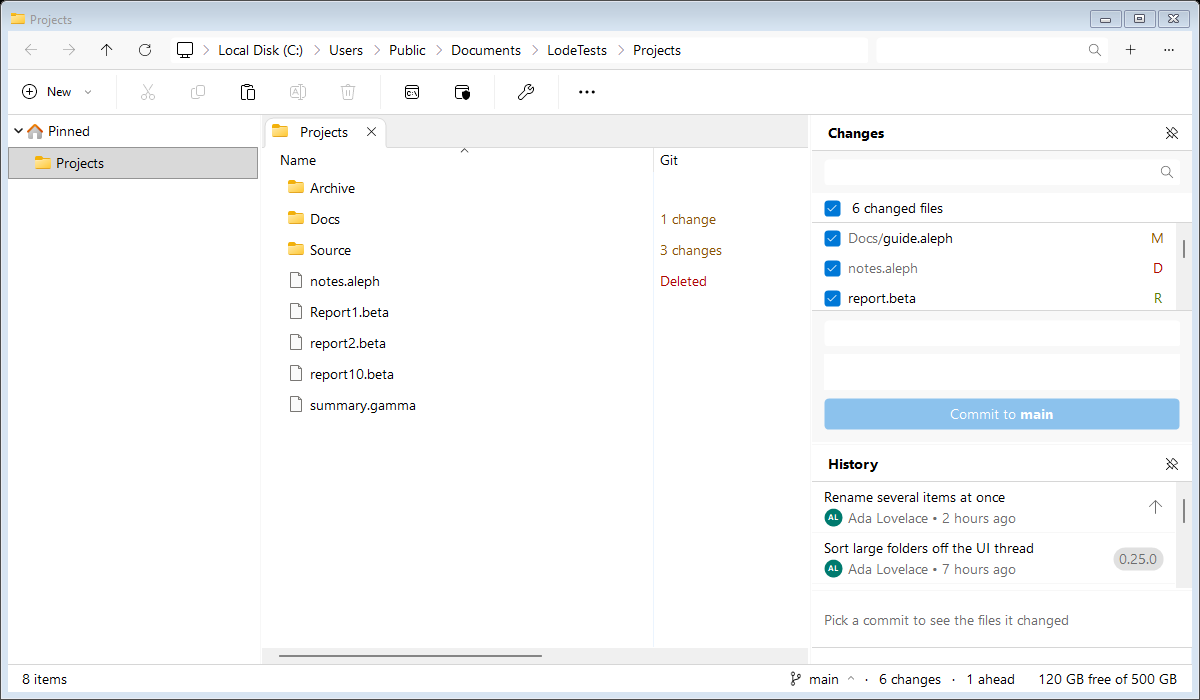 Projects
Local Disk (C:) Users Public Documents LodeTests Projects
New
Pinned
Projects
Projects
Name Git
Archive
Docs 1 change
Source 3 changes
notes.aleph Deleted
Report1.beta
report2.beta
report10.beta
summary.gamma
Changes
6 changed files
Docs/guide.aleph M
notes.aleph D
report.beta R
Commit to main
History
Rename several items at once
AL Ada Lovelace • 2 hours ago
Sort large folders off the UI thread
AL Ada Lovelace • 7 hours ago
0.25.0
Pick a commit to see the files it changed
8 items
main · 6 changes · 1 ahead 120 GB free of 500 GB